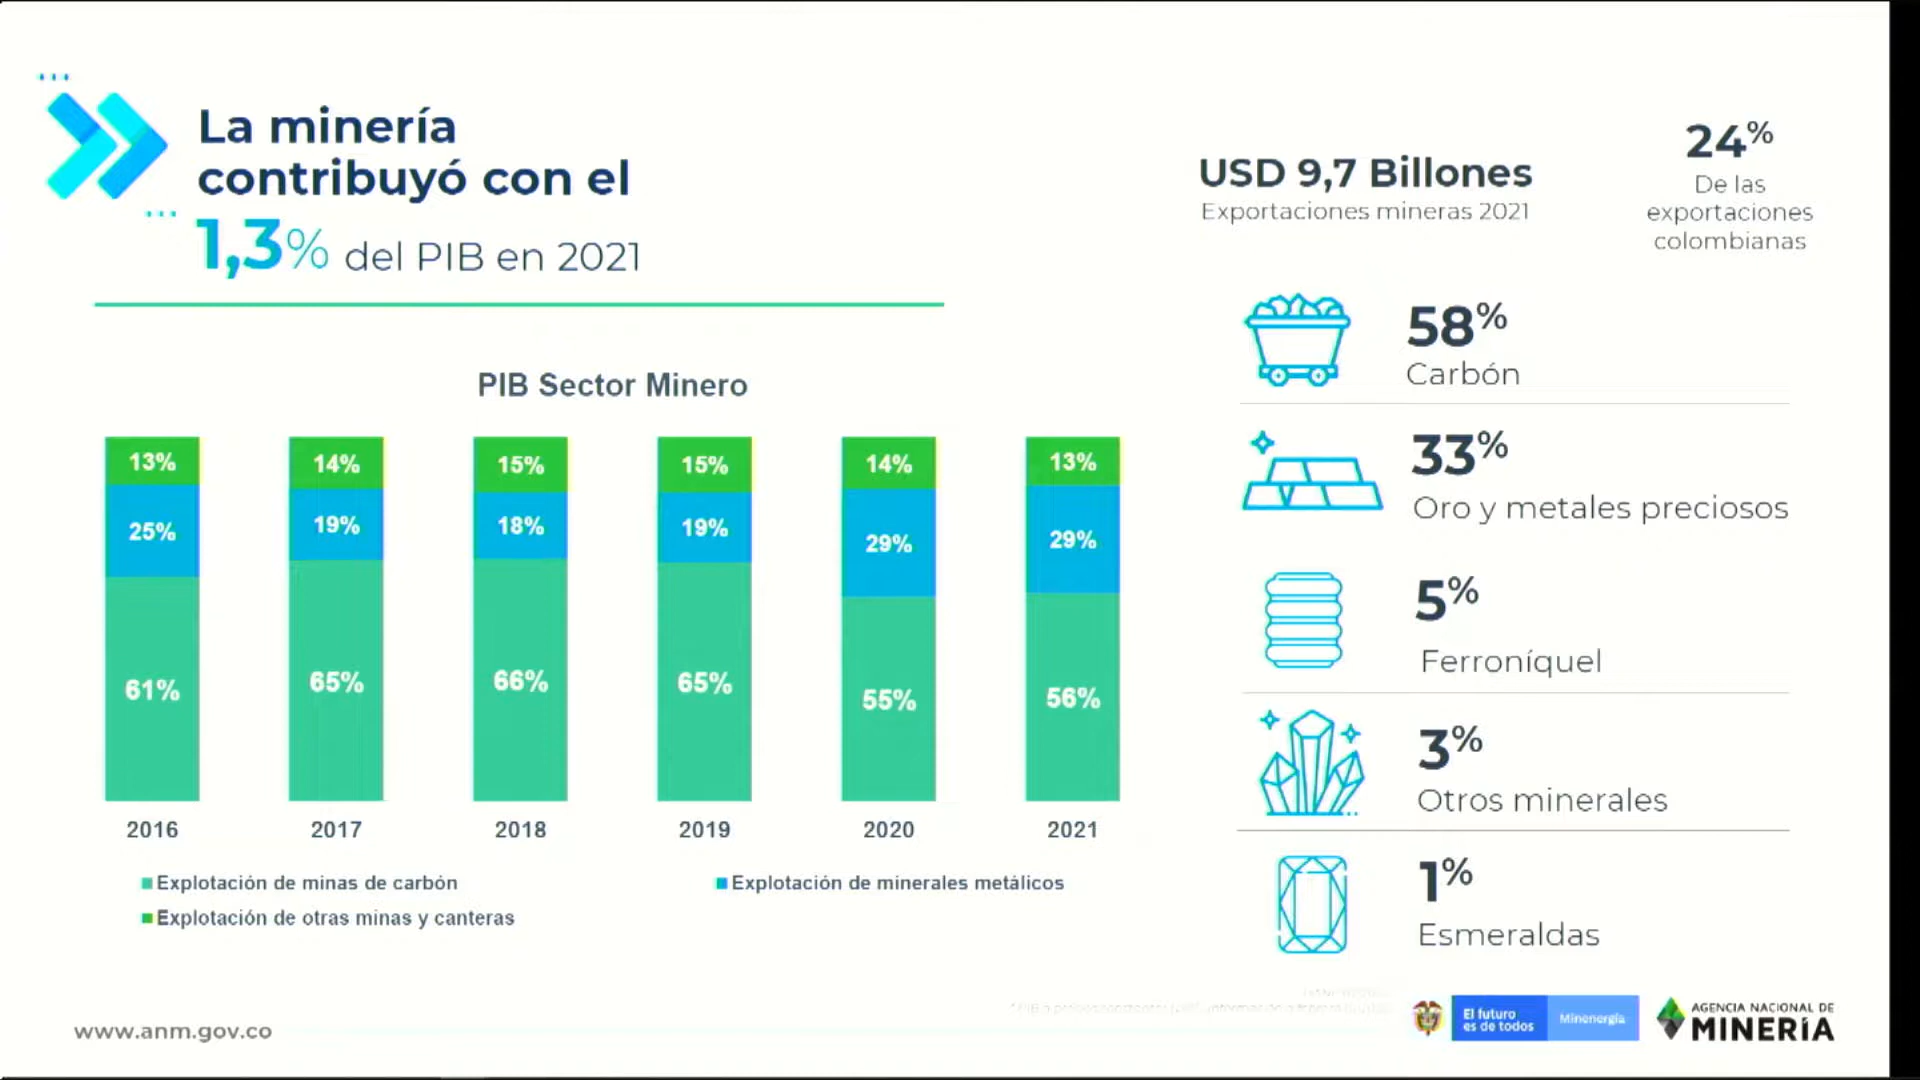 La minería
contribuyó con el
1,3% del PIB en 2021
USD 9,7 Billones
Exportaciones mineras 2021
24%
De las
exportaciones
colombianas
PIB Sector Minero
13% 14% 15% 15% 14% 13%
25% 19% 18% 19% 29% 29%
61% 65% 66% 65% 55% 56%
2016 2017 2018 2019 2020 2021
Explotación de minas de carbón
Explotación de minerales metálicos
Explotación de otras minas y canteras
58%
Carbón
33%
Oro y metales preciosos
5%
Ferroníquel
3%
Otros minerales
1%
Esmeraldas
www.anm.gov.co
El futuro
es de todos
Minenergía
AGENCIA NACIONAL DE
MINERÍA